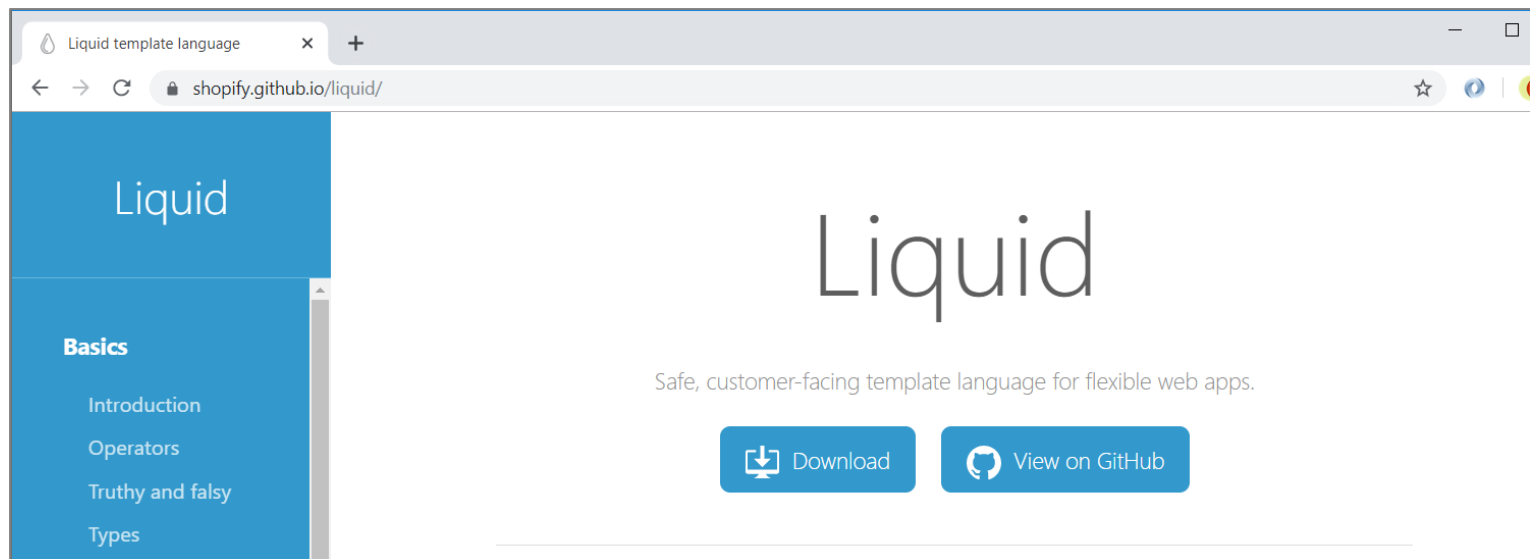 Liquid template language
shopify.github.io/liquid/
Liquid
Basics
Introduction
Operators
Truthy and falsy
Types
Liquid
Safe, customer-facing template language for flexible web apps.
Download
View on GitHub